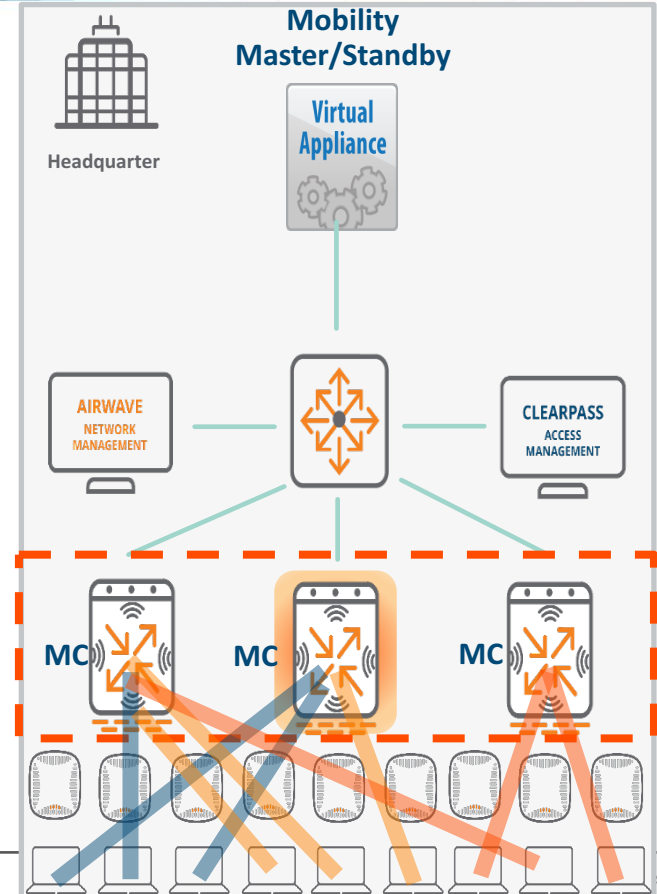 Mobility
Master/Standby
Headquarter
Virtual
Appliance
AIRWAVE
NETWORK
MANAGEMENT
CLEARPASS
ACCESS
MANAGEMENT
MC
MC
MC